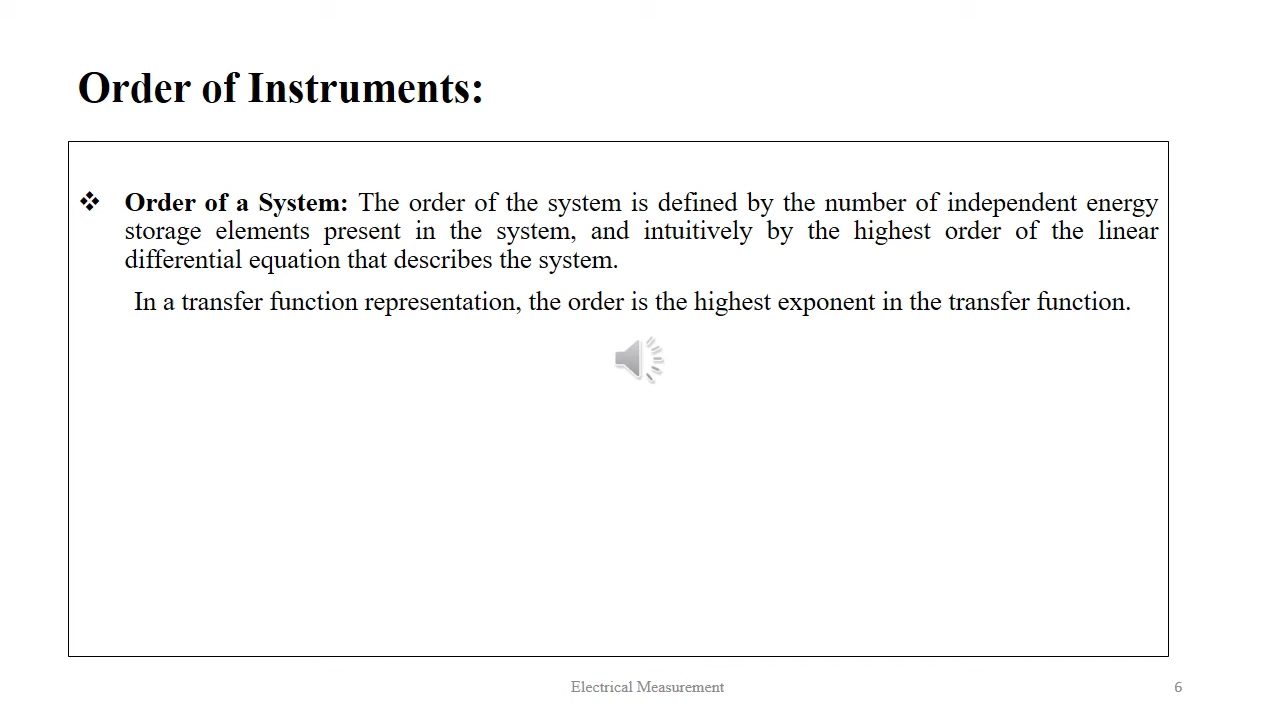 Order of Instruments:
❖ Order of a System: The order of the system is defined by the number of independent energy
storage elements present in the system, and intuitively by the highest order of the linear
differential equation that describes the system.
In a transfer function representation, the order is the highest exponent in the transfer function.
Electrical Measurement
6